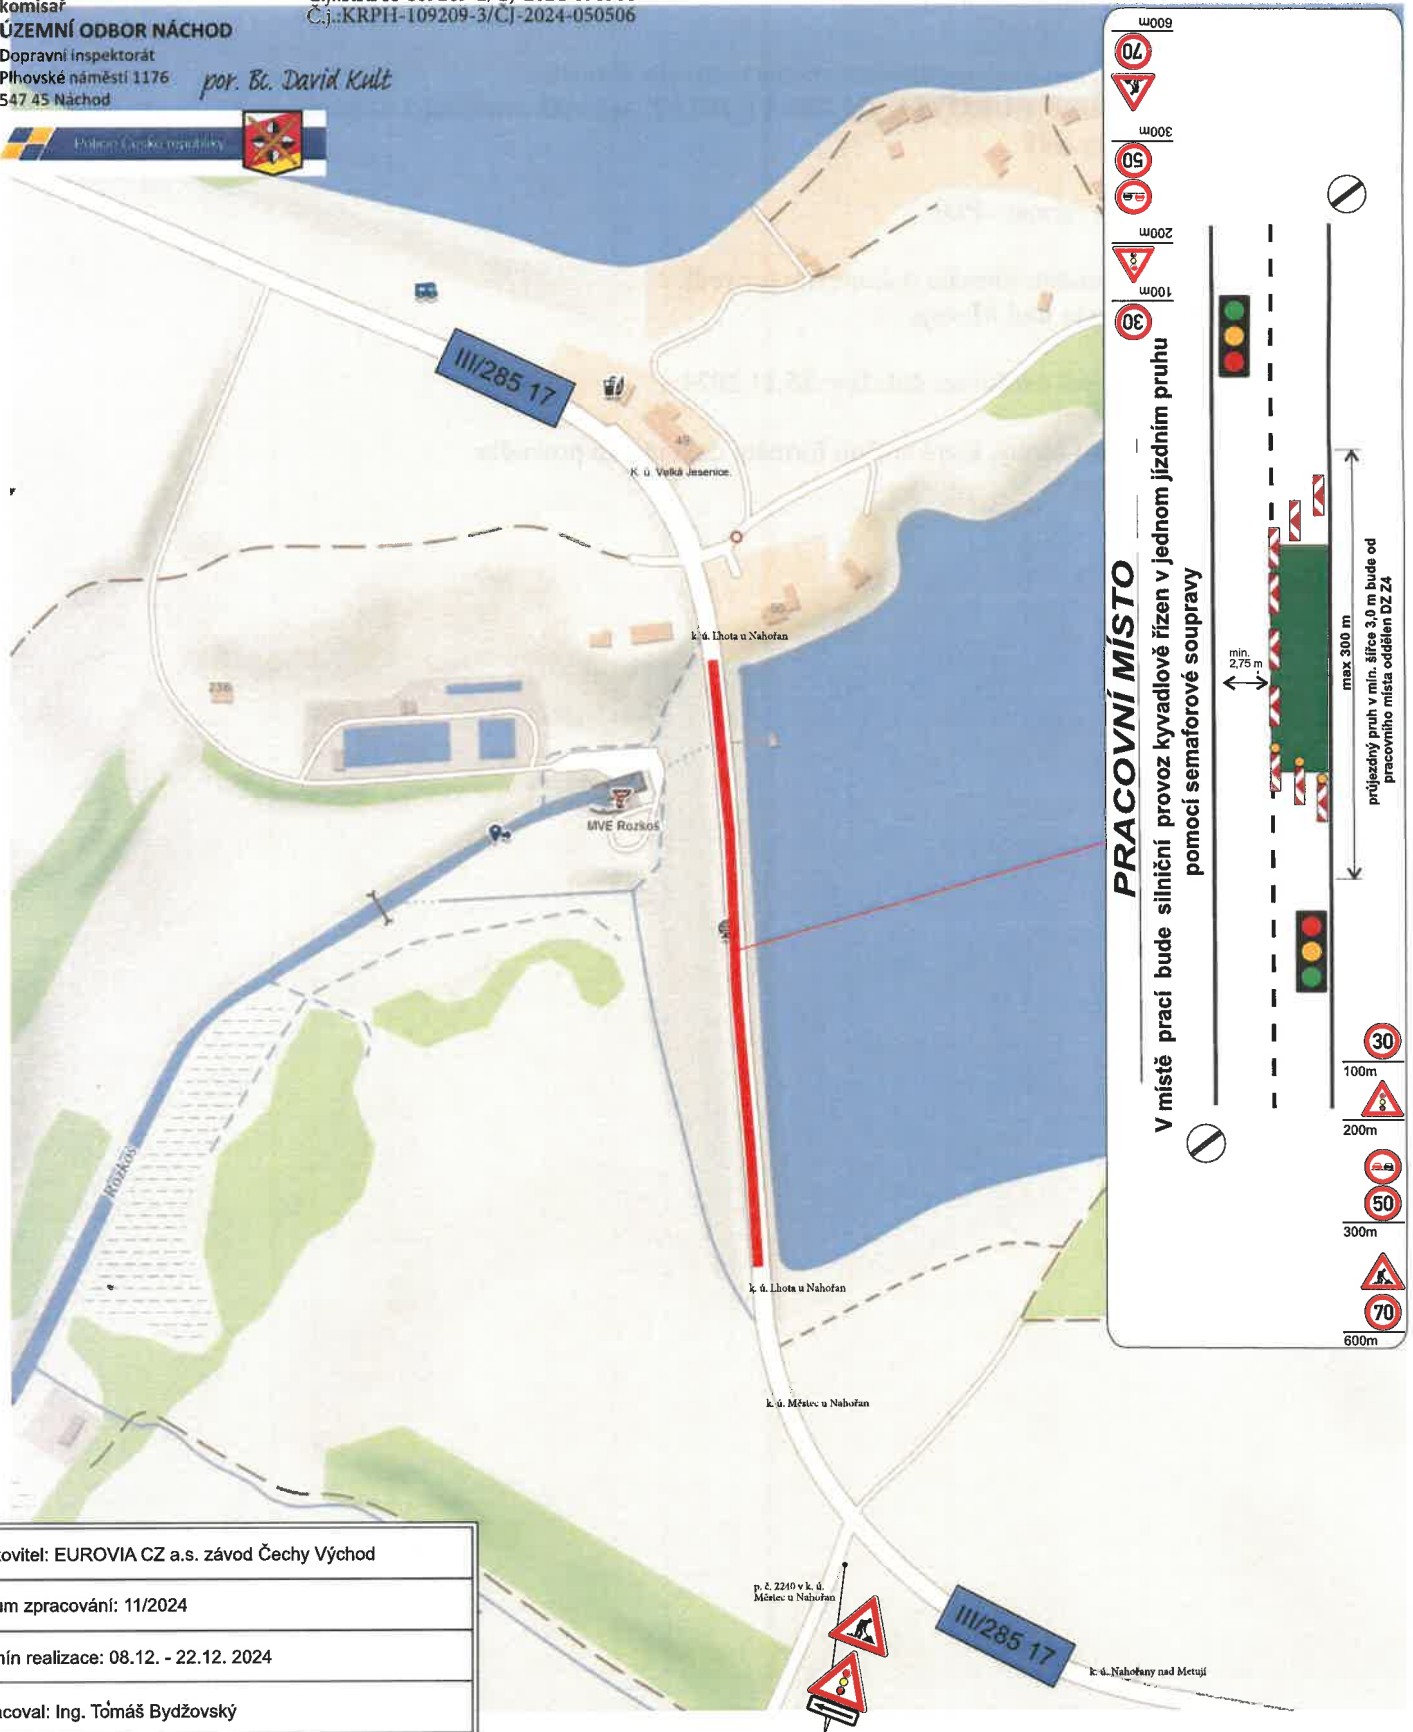 komisař
ÚZEMNÍ ODBOR NÁCHOD
Dopravní inspektorát
Plhovské náměstí 1176
547 45 Náchod
Č.j.:KRPH-109209-3/ČJ-2024-050506
por. Bc. David Kult
Policie České republiky
III/285 17
49
K. ú. Velká Jesenice.
k. ú. Lhota u Nahořan
236
MVE Rozkoš
Rozkoš
k. ú. Lhota u Nahořan
k. ú. Městec u Nahořan
p. č. 2240 v k. ú.
Městec u Nahořan
III/285 17
k. ú. Nahořany nad Metují
600m
70
300m
50
200m
100m
30
PRACOVNÍ MÍSTO
V místě prací bude silniční provoz kyvadlově řízen v jednom jízdním pruhu
pomocí semaforové soupravy
min.
2,75 m
max 300 m
průjezdný pruh v min. šířce 3,0 m bude od
pracovního místa oddělen DZ Z4
30
100m
200m
50
300m
70
600m
ovitel: EUROVIA CZ a.s. závod Čechy Východ
um zpracování: 11/2024
mín realizace: 08.12. - 22.12. 2024
acoval: Ing. Tomáš Bydžovský